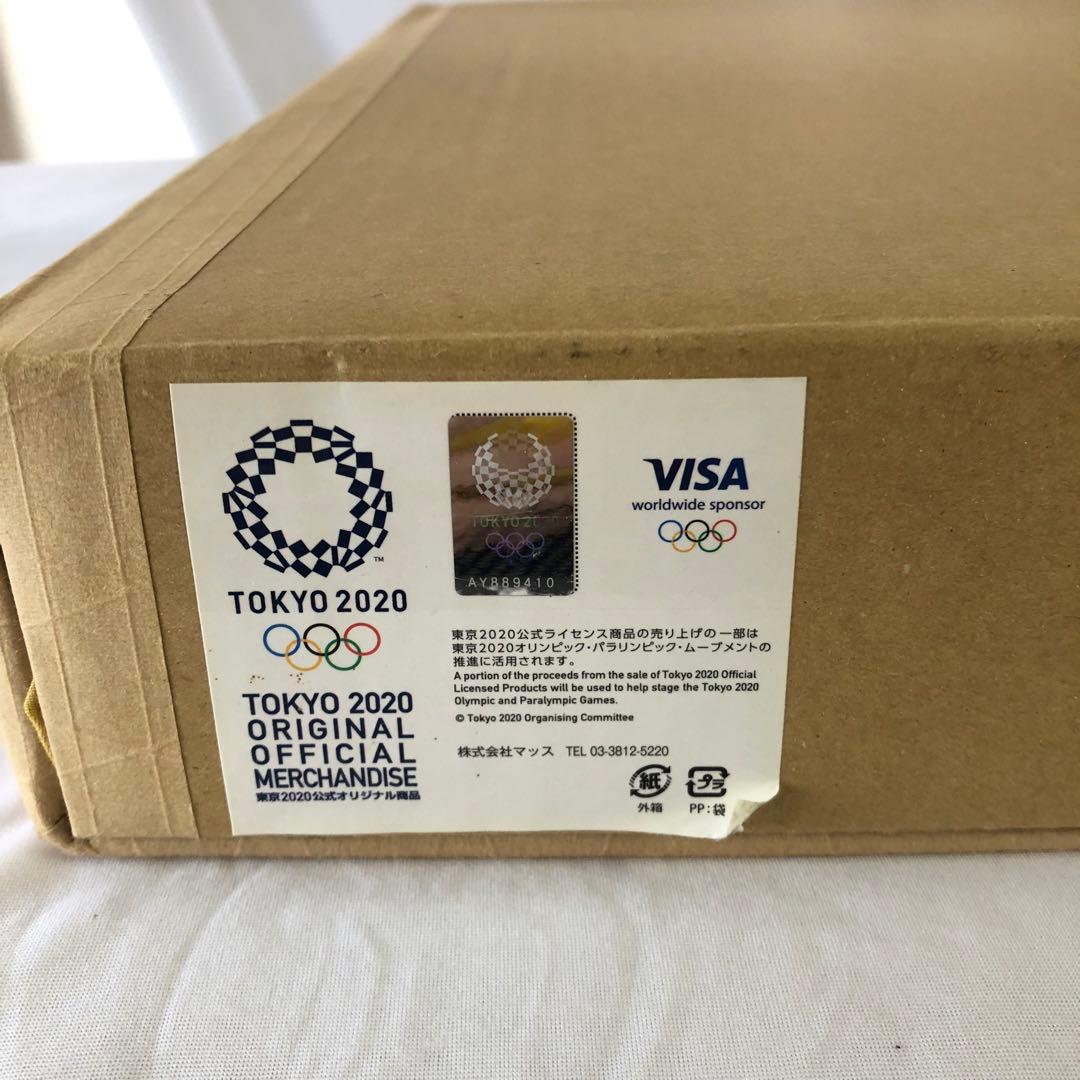 TM
TOKYO 2020
TOKYO 2020
ORIGINAL
OFFICIAL
MERCHANDISE
東京2020公式オリジナル商品
TOKYO 20
AY889410
VISA
worldwide sponsor
東京2020公式ライセンス商品の売り上げの一部は
東京2020オリンピック・パラリンピック・ムーブメントの
推進に活用されます。
A portion of the proceeds from the sale of Tokyo 2020 Official
Licensed Products will be used to help stage the Tokyo 2020
Olympic and Paralympic Games.
© Tokyo 2020 Organising Committee
株式会社マッス TEL 03-3812-5220
紙 プラ
外箱 PP:袋